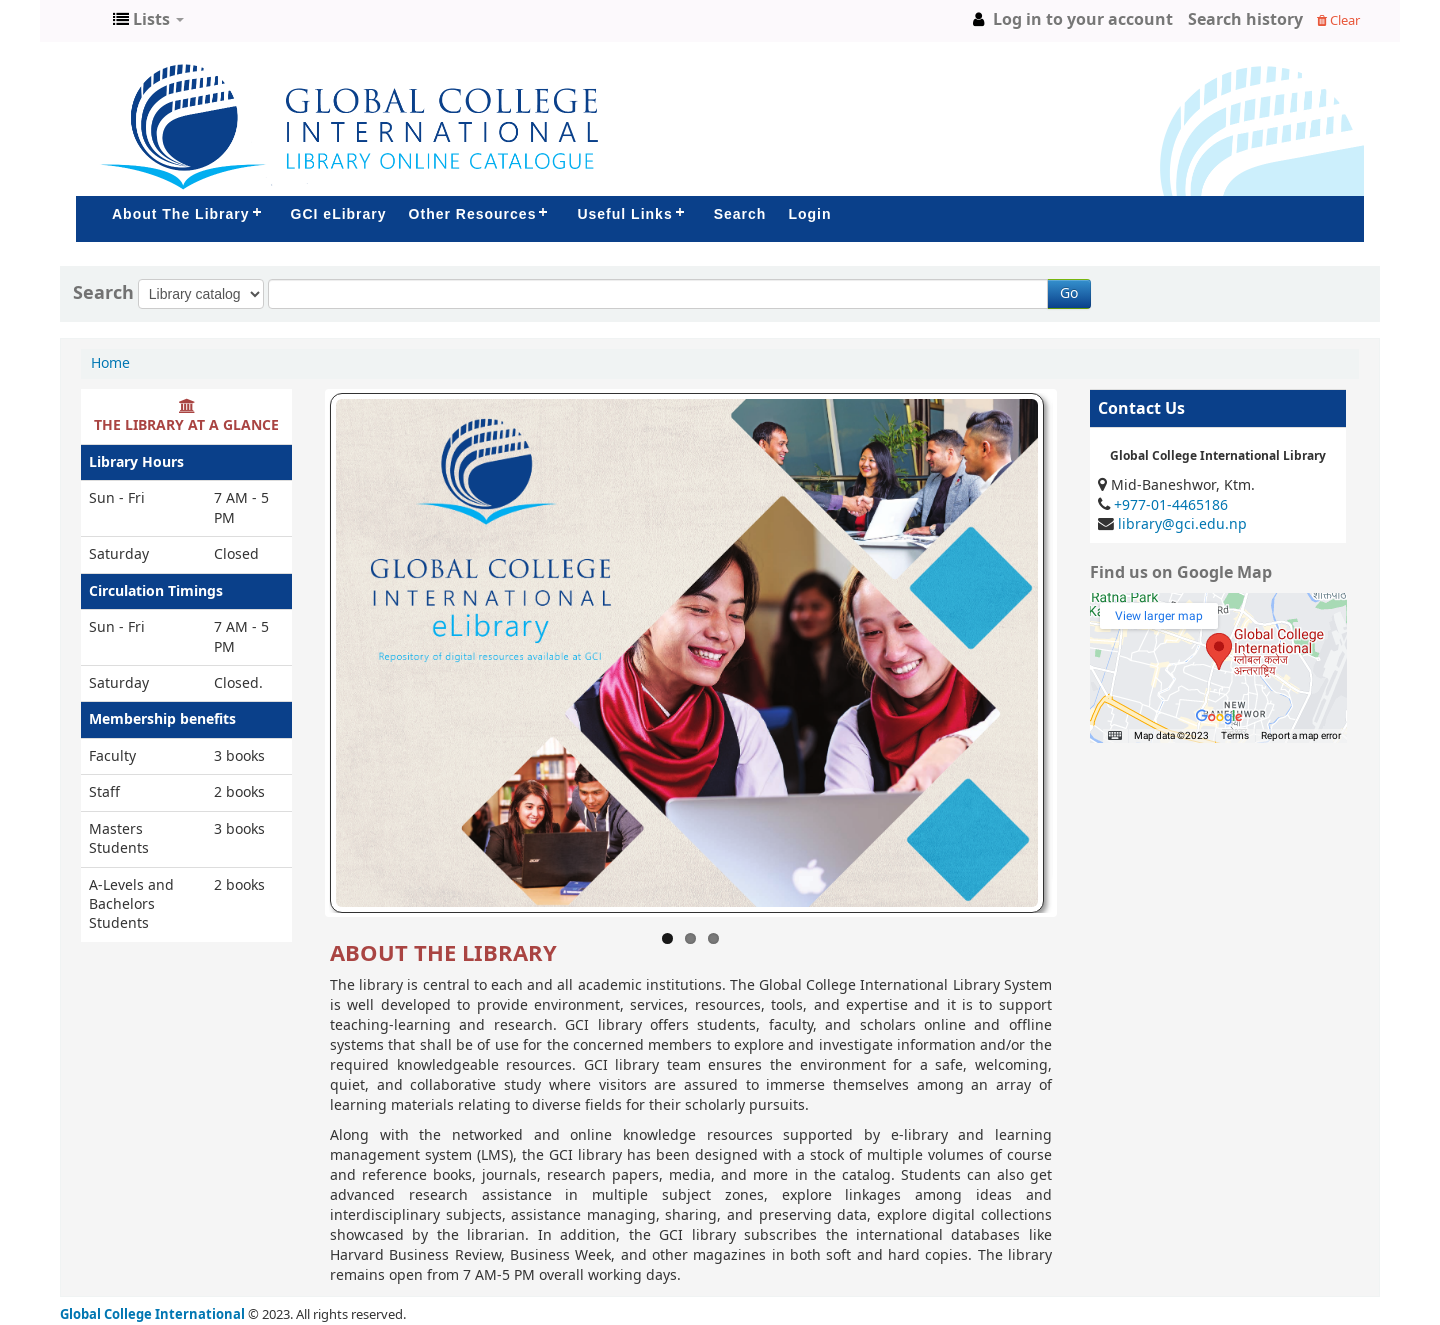 Lists
Log in to your account
Search history
Clear
GLOBAL COLLEGE
INTERNATIONAL
LIBRARY ONLINE CATALOGUE
About The Library +
GCI eLibrary
Other Resources +
Useful Links +
Search
Login
Search
Library catalog
Go
Home
THE LIBRARY AT A GLANCE
Library Hours
Sun - Fri 7 AM - 5
PM
Saturday Closed
Circulation Timings
Sun - Fri 7 AM - 5
PM
Saturday Closed.
Membership benefits
Faculty 3 books
Staff 2 books
Masters 3 books
Students
A-Levels and 2 books
Bachelors
Students
GLOBAL COLLEGE
INTERNATIONAL
eLibrary
Repository of digital resources available at GCI
acer
ABOUT THE LIBRARY
The library is central to each and all academic institutions. The Global College International Library System
is well developed to provide environment, services, resources, tools, and expertise and it is to support
teaching-learning and research. GCI library offers students, faculty, and scholars online and offline
systems that shall be of use for the concerned members to explore and investigate information and/or the
required knowledgeable resources. GCI library team ensures the environment for a safe, welcoming,
quiet, and collaborative study where visitors are assured to immerse themselves among an array of
learning materials relating to diverse fields for their scholarly pursuits.
Along with the networked and online knowledge resources supported by e-library and learning
management system (LMS), the GCI library has been designed with a stock of multiple volumes of course
and reference books, journals, research papers, media, and more in the catalog. Students can also get
advanced research assistance in multiple subject zones, explore linkages among ideas and
interdisciplinary subjects, assistance managing, sharing, and preserving data, explore digital collections
showcased by the librarian. In addition, the GCI library subscribes the international databases like
Harvard Business Review, Business Week, and other magazines in both soft and hard copies. The library
remains open from 7 AM-5 PM overall working days.
Contact Us
Global College International Library
Mid-Baneshwor, Ktm.
+977-01-4465186
library@gci.edu.np
Find us on Google Map
Ratna Park
View larger map
Rd
Global College
International
ग्लोबल कलेज
अन्तराष्ट्रिय
NEW
Google
Map data ©2023
Terms
Report a map error
Global College International © 2023. All rights reserved.